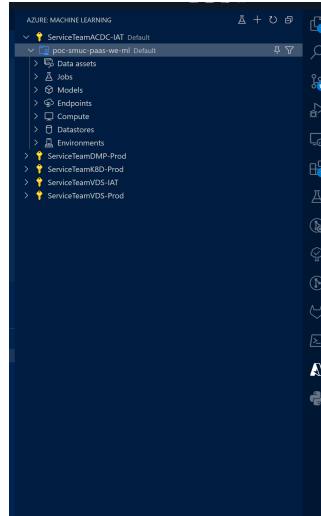 AZURE: MACHINE LEARNING
ServiceTeamACDC-IAT Default
poc-smuc-paas-we-ml Default
Data assets
Jobs
Models
Endpoints
Compute
Datastores
Environments
ServiceTeamDMP-Prod
ServiceTeamK8D-Prod
ServiceTeamVDS-IAT
ServiceTeamVDS-Prod